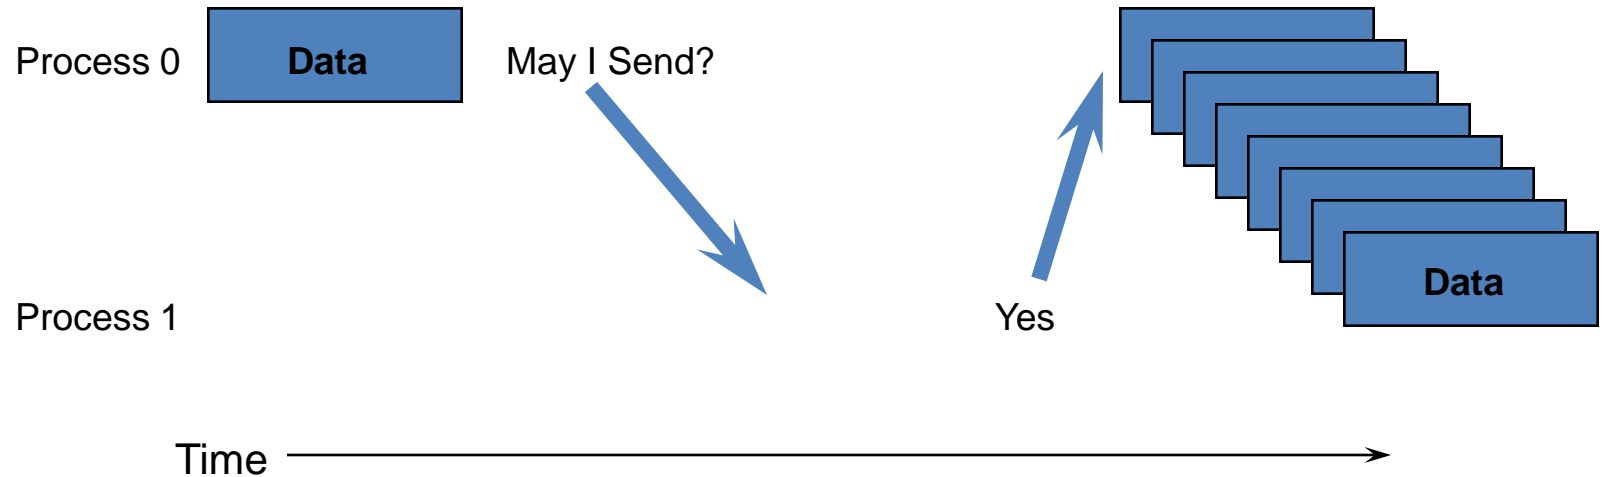 Process 0
Data
May I Send?
Data
Process 1
Yes
Time